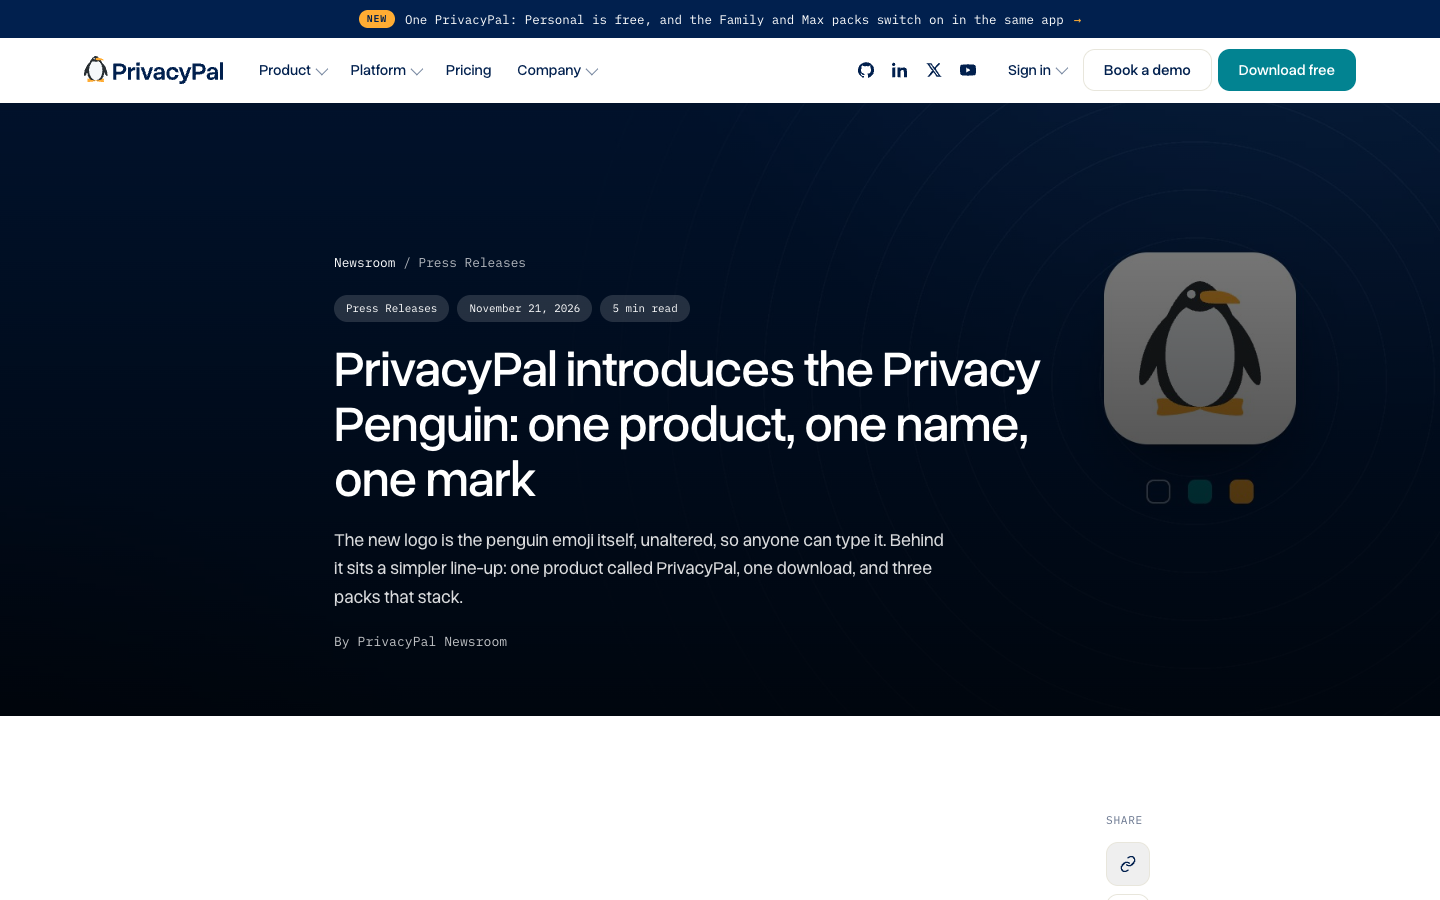 NEW One PrivacyPal: Personal is free, and the Family and Max packs switch on in the same app →
PrivacyPal
Product
Platform
Pricing
Company
Sign in
Book a demo
Download free
Newsroom / Press Releases
Press Releases
November 21, 2026
5 min read
PrivacyPal introduces the Privacy
Penguin: one product, one name,
one mark
The new logo is the penguin emoji itself, unaltered, so anyone can type it. Behind
it sits a simpler line-up: one product called PrivacyPal, one download, and three
packs that stack.
By PrivacyPal Newsroom
SHARE